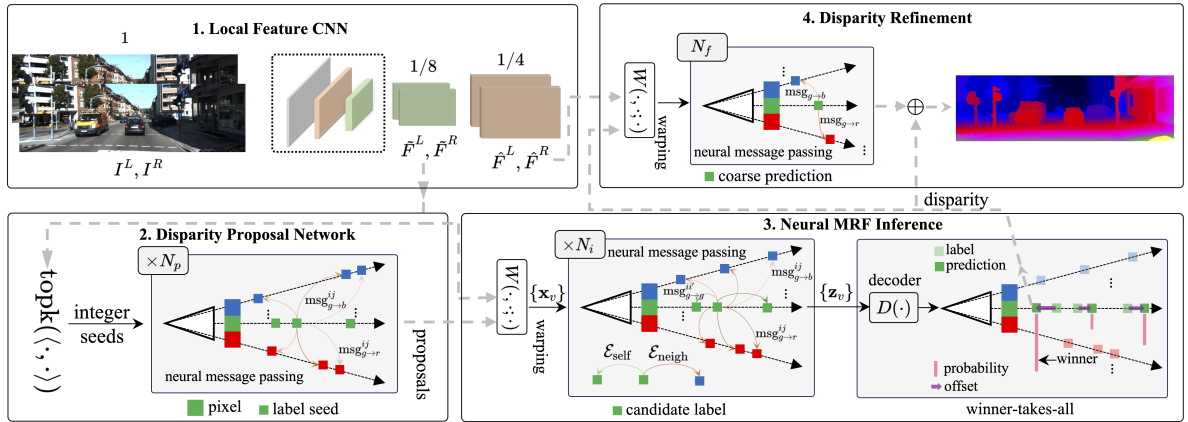 1. Local Feature CNN
1
1/8
1/4
I^L, I^R
F̃^L, F̃^R
F̂^L, F̂^R
2. Disparity Proposal Network
topk(⟨·,·⟩)
integer
seeds
×N_p
msg^{ij}_{g→b}
msg^{ij}_{g→r}
neural message passing
pixel
label seed
proposals
3. Neural MRF Inference
W(·,·;·)
{x_v}
warping
×N_i
neural message passing
msg^{ii'}_{g→g}
msg^{ij}_{g→b}
msg^{ij}_{g→r}
ℰ_self
ℰ_neigh
candidate label
{z_v}
decoder
D(·)
label
prediction
winner
probability
offset
winner-takes-all
4. Disparity Refinement
W(·,·;·)
warping
N_f
msg_{g→b}
msg_{g→r}
neural message passing
coarse prediction
⊕
disparity